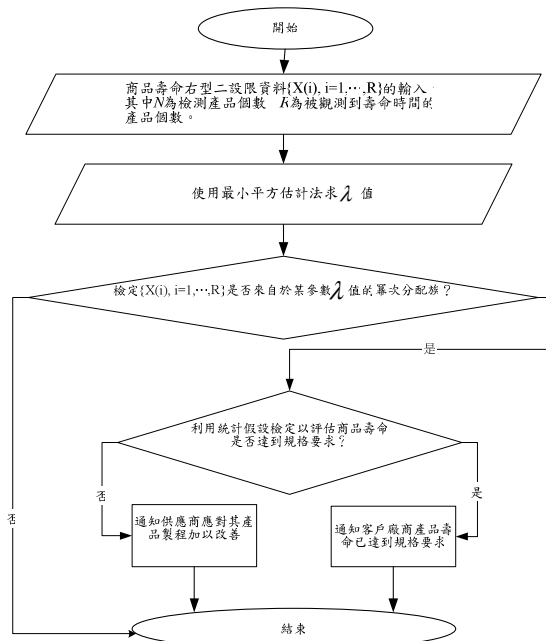 開始
商品壽命右型二設限資料{X(i), i=1,…,R}的輸入
其中N為檢測產品個數 R為被觀測到壽命時間的
產品個數。
使用最小平方估計法求λ 值
檢定{X(i), i=1,…,R}是否來自於某參數λ 值的冪次分配族？
是
利用統計假設檢定以評估商品壽命
是否達到規格要求？
否
是
否
通知供應商應對其產
品製程加以改善
通知客戶廠商產品壽
命已達到規格要求
結束